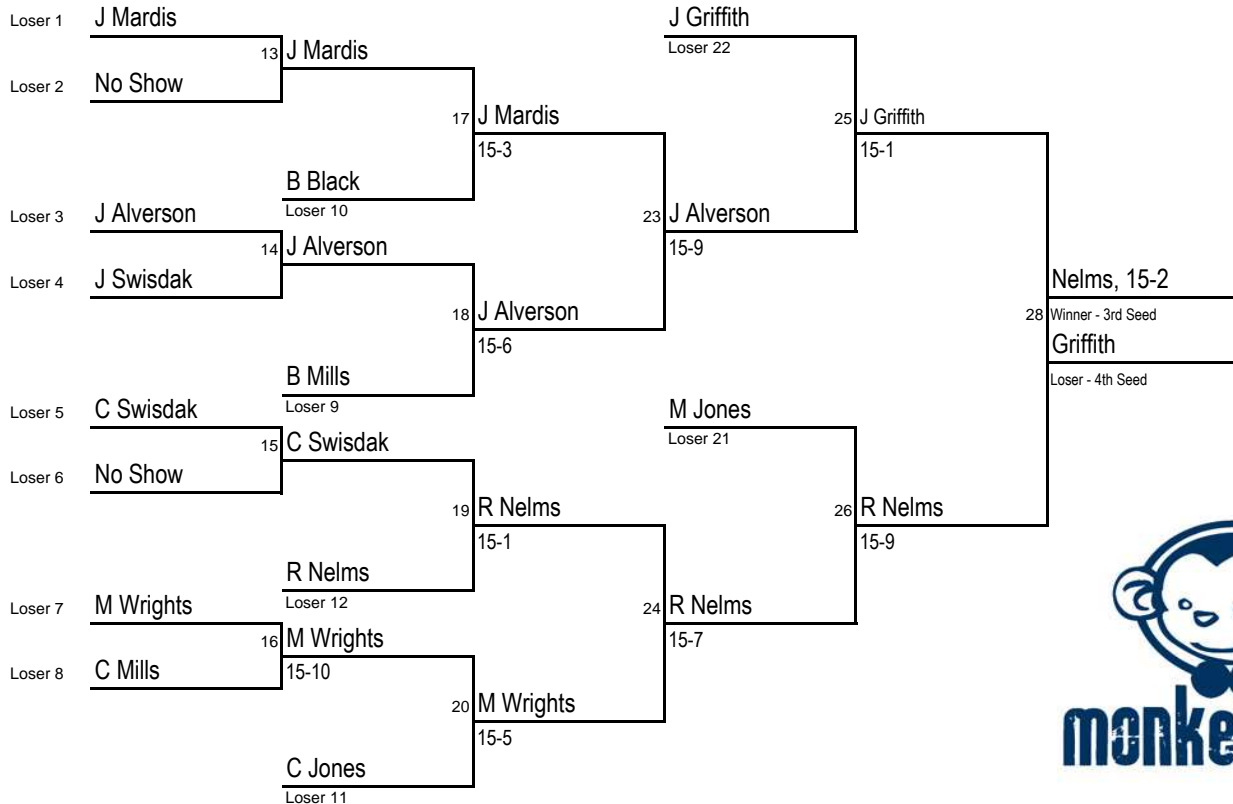 Loser 1 J Mardis
J Griffith
Loser 22
13 J Mardis
Loser 2 No Show
17 J Mardis
15-3
25 J Griffith
15-1
B Black
Loser 10
Loser 3 J Alverson
23 J Alverson
15-9
14 J Alverson
Loser 4 J Swisdak
Nelms, 15-2
28 Winner - 3rd Seed
18 J Alverson
15-6
Griffith
Loser - 4th Seed
B Mills
Loser 9
Loser 5 C Swisdak
M Jones
Loser 21
15 C Swisdak
Loser 6 No Show
19 R Nelms
15-1
26 R Nelms
15-9
R Nelms
Loser 12
Loser 7 M Wrights
24 R Nelms
15-7
16 M Wrights
15-10
Loser 8 C Mills
20 M Wrights
15-5
monke
C Jones
Loser 11